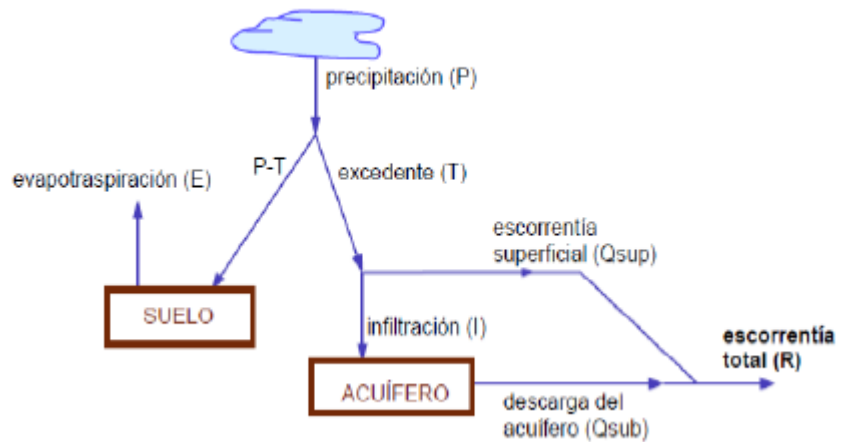 precipitación (P)
P-T
excedente (T)
evapotraspiración (E)
escorrentía
superficial (Qsup)
SUELO
infiltración (I)
escorrentía
total (R)
ACUÍFERO
descarga del
acuífero (Qsub)